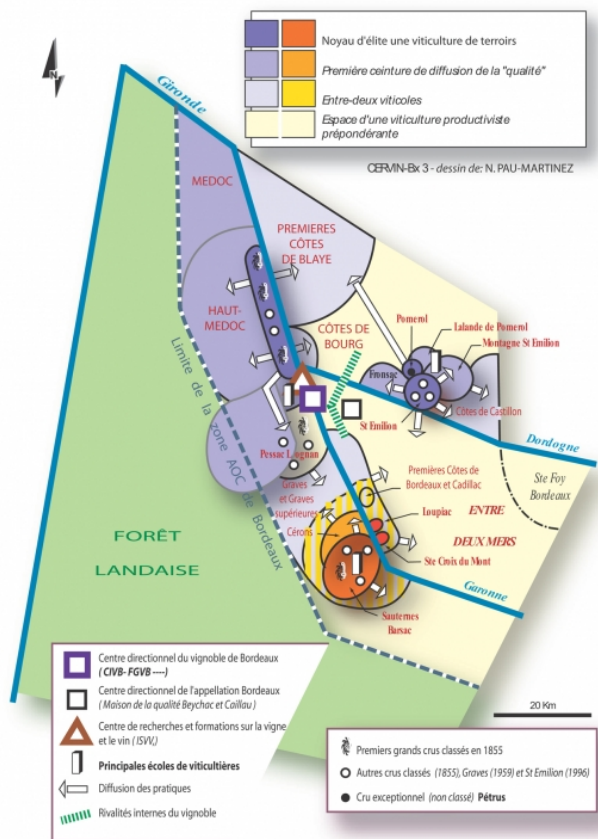 Noyau d'élite une viticulture de terroirs
Première ceinture de diffusion de la "qualité"
Entre-deux viticoles
Espace d'une viticulture productiviste
prépondérante
CERVIN-Bx 3 - dessin de: N. PAU-MARTINEZ
N
Gironde
MEDOC
PREMIERES
CÔTES
DE BLAYE
HAUT-
MEDOC
CÔTES DE
BOURG
Pomerol
Lalande de Pomerol
Montagne St Emilion
Fronsac
Côtes de Castillon
St Emilion
Dordogne
Limite de la zone AOC de Bordeaux
Pessac Léognan
Graves
et Graves
supérieures
Cérons
Premières Côtes de
Bordeaux et Cadillac
Ste Foy
Bordeaux
Loupiac
ENTRE
DEUX MERS
Ste Croix du Mont
Garonne
Sauternes
Barsac
FORÊT
LANDAISE
Centre directionnel du vignoble de Bordeaux
( CIVB- FGVB ----)
Centre directionnel de l'appellation Bordeaux
( Maison de la qualité Beychac et Caillau )
Centre de recherches et formations sur la vigne
et le vin ( ISVV,)
Principales écoles de viticultières
Diffusion des pratiques
Rivalités internes du vignoble
20 Km
Premiers grands crus classés en 1855
Autres crus classés (1855), Graves (1959) et St Emilion (1996)
Cru exceptionnel (non classé) Pétrus